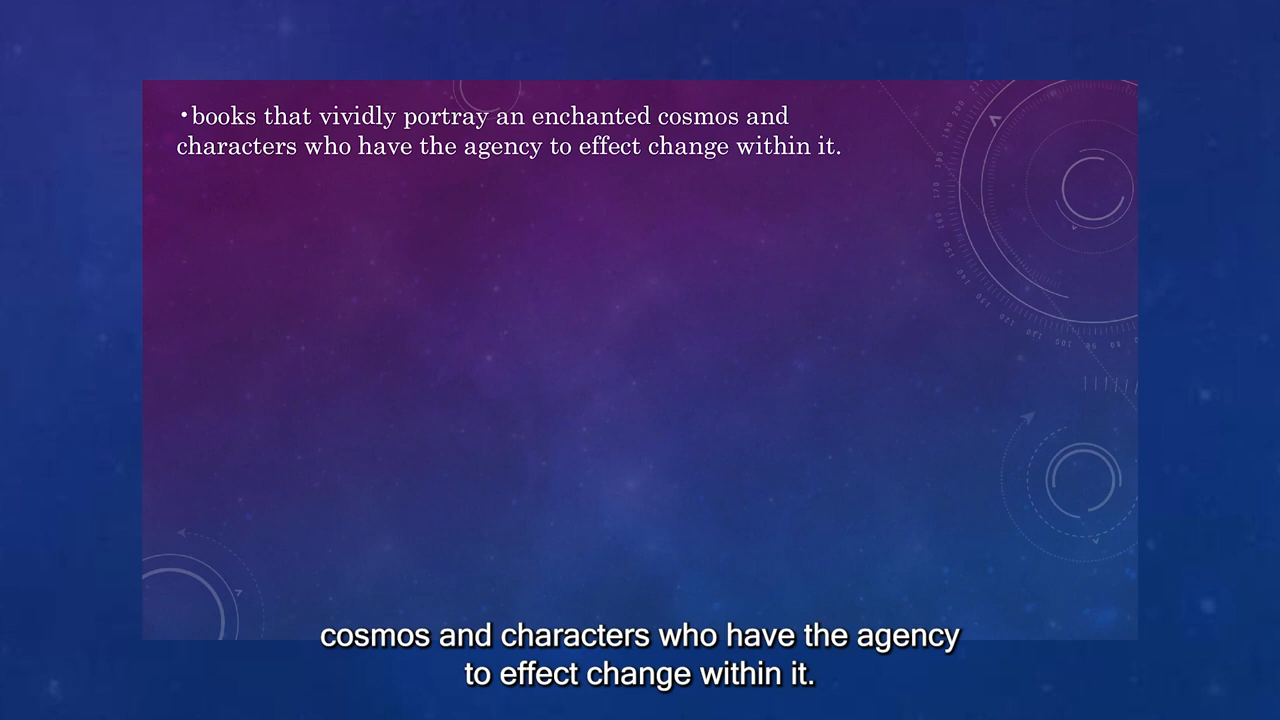 •books that vividly portray an enchanted cosmos and
characters who have the agency to effect change within it.
cosmos and characters who have the agency
to effect change within it.